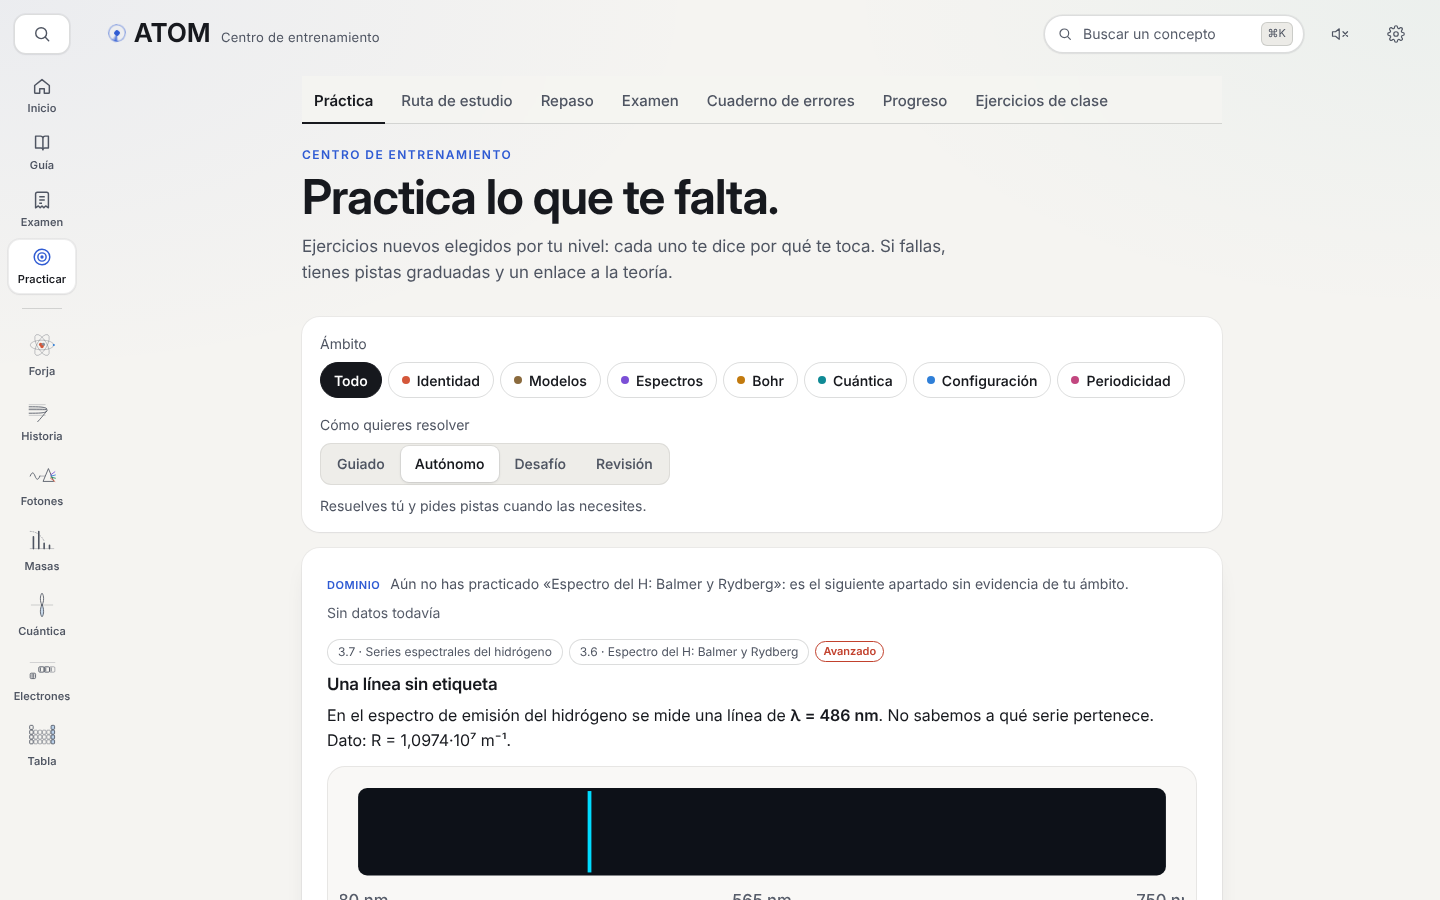 ATOM Centro de entrenamiento
Buscar un concepto ⌘K
Inicio
Guía
Examen
Practicar
Forja
Historia
Fotones
Masas
Cuántica
Electrones
Tabla
Práctica Ruta de estudio Repaso Examen Cuaderno de errores Progreso Ejercicios de clase
CENTRO DE ENTRENAMIENTO
Practica lo que te falta.
Ejercicios nuevos elegidos por tu nivel: cada uno te dice por qué te toca. Si fallas,
tienes pistas graduadas y un enlace a la teoría.
Ámbito
Todo Identidad Modelos Espectros Bohr Cuántica Configuración Periodicidad
Cómo quieres resolver
Guiado Autónomo Desafío Revisión
Resuelves tú y pides pistas cuando las necesites.
DOMINIO Aún no has practicado «Espectro del H: Balmer y Rydberg»: es el siguiente apartado sin evidencia de tu ámbito.
Sin datos todavía
3.7 · Series espectrales del hidrógeno 3.6 · Espectro del H: Balmer y Rydberg Avanzado
Una línea sin etiqueta
En el espectro de emisión del hidrógeno se mide una línea de λ = 486 nm. No sabemos a qué serie pertenece.
Dato: R = 1,0974·10⁷ m⁻¹.
80 nm 565 nm 750